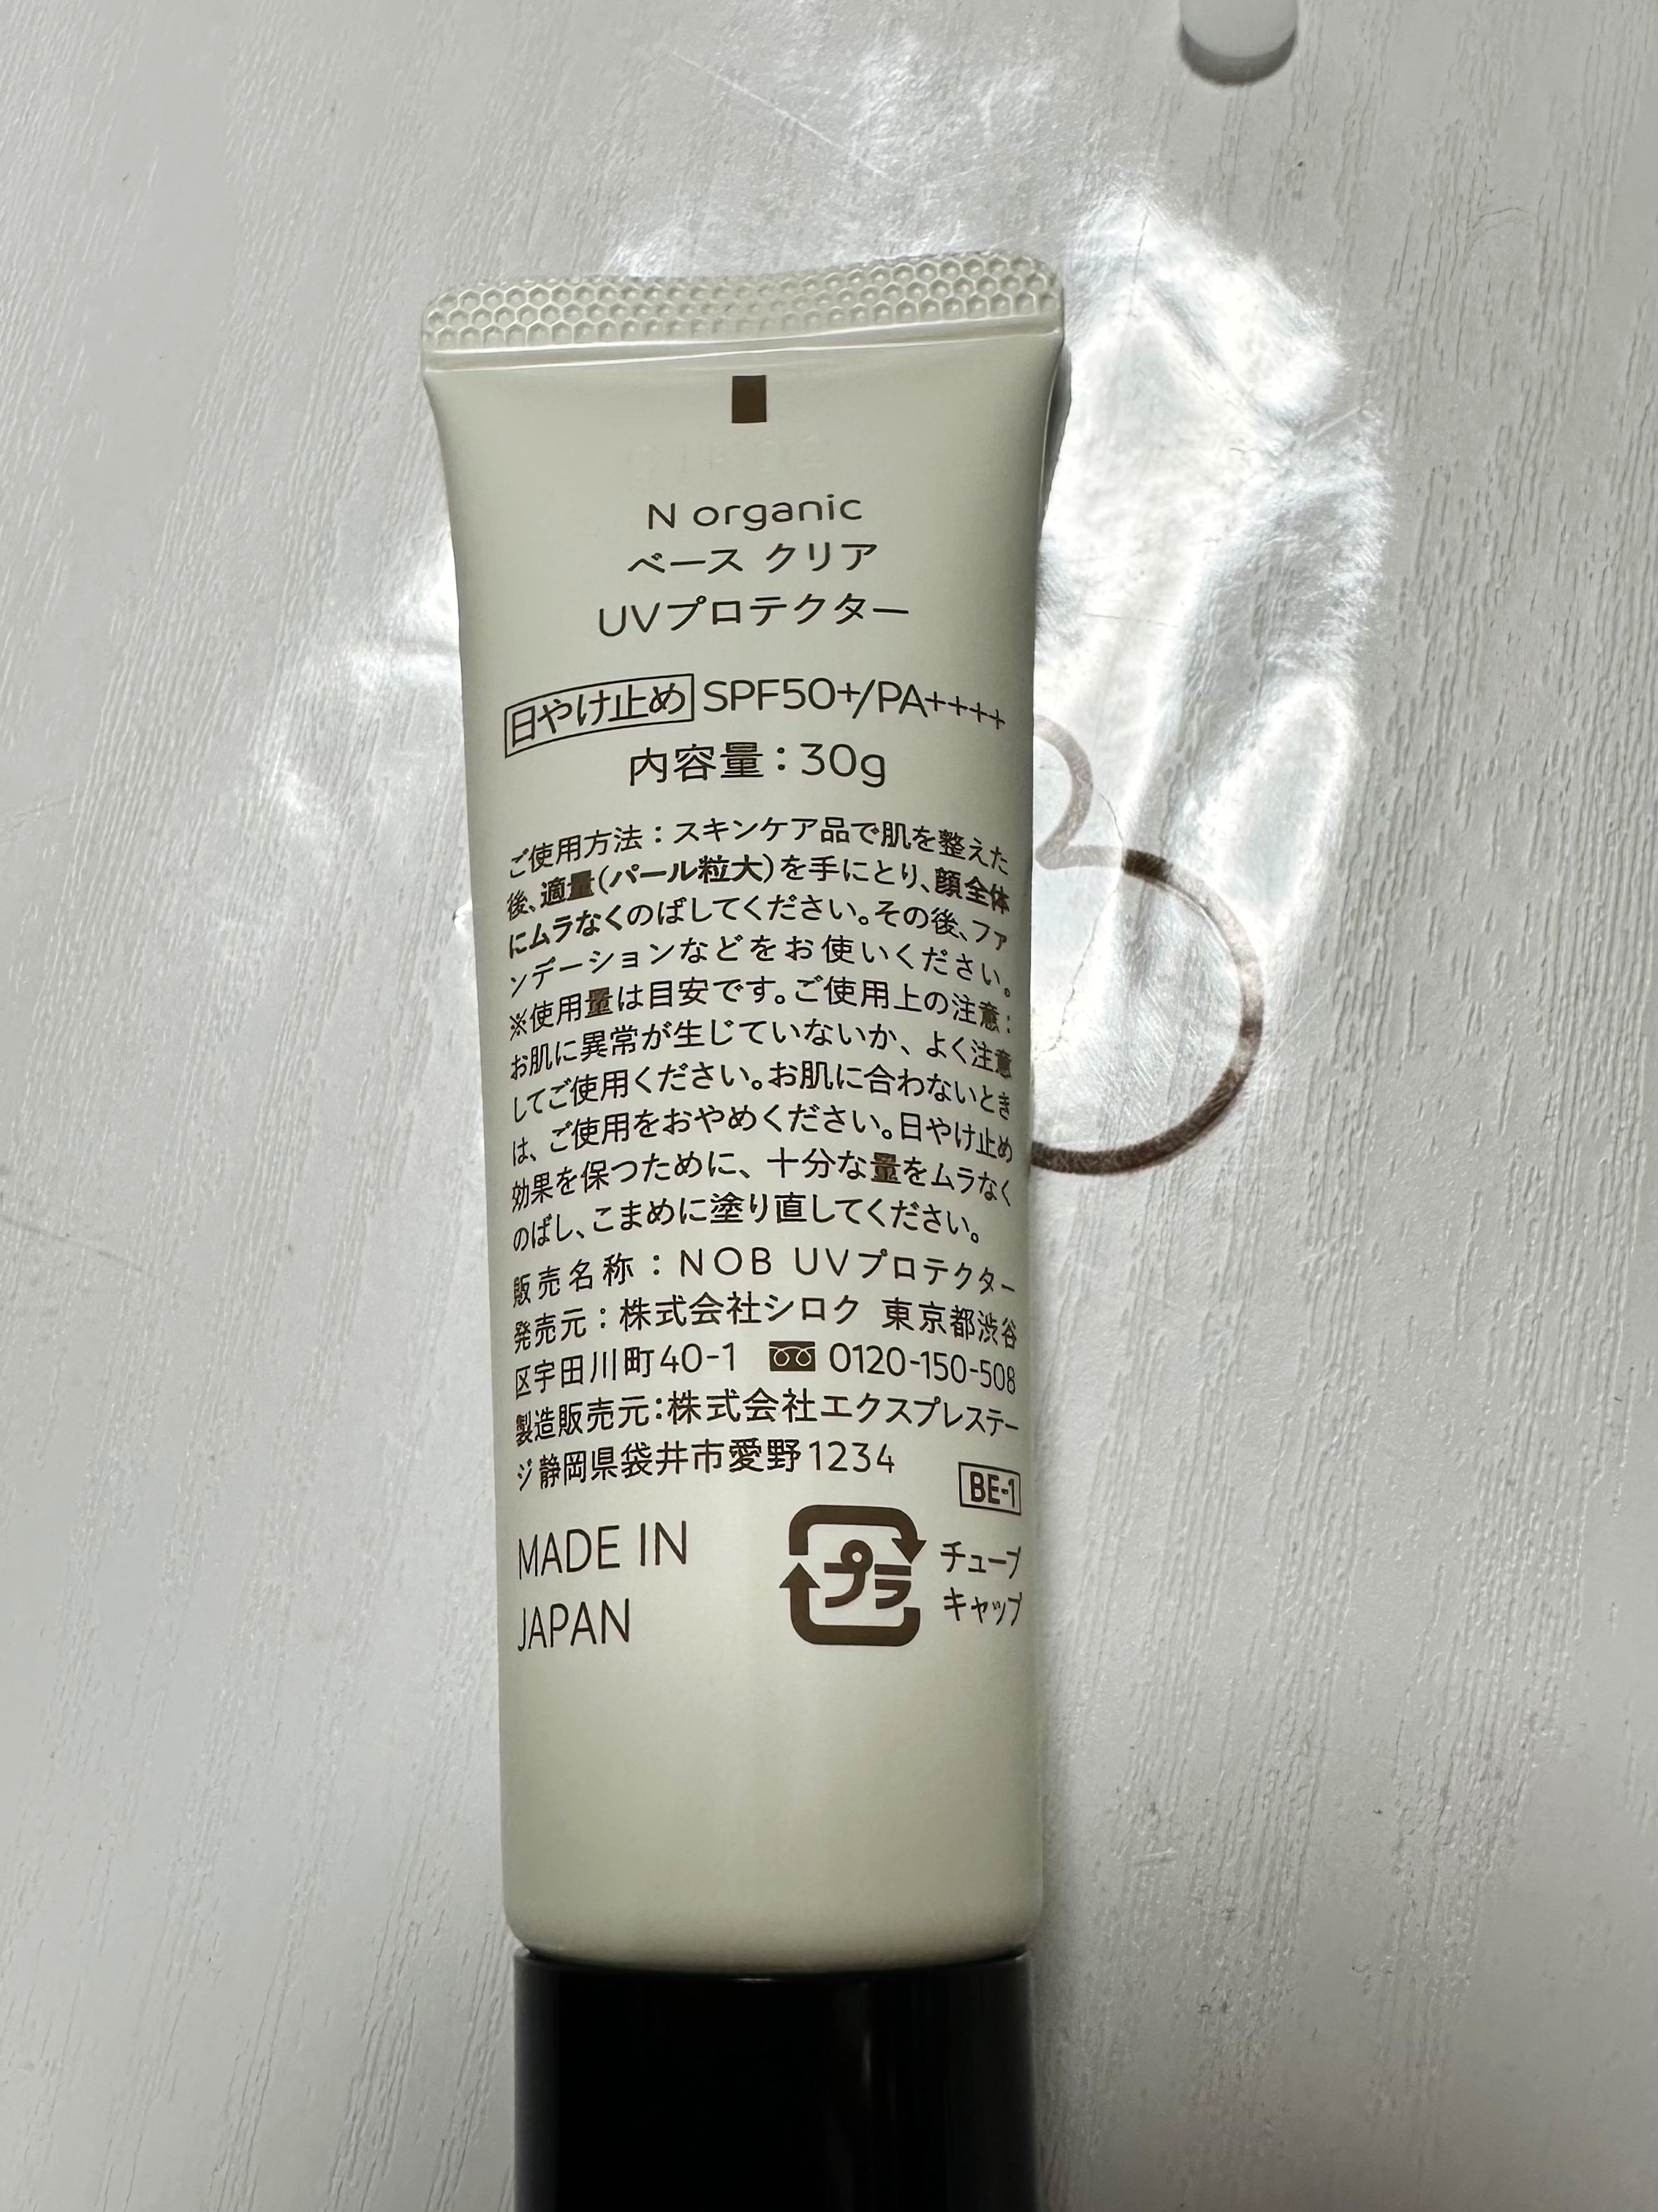 N organic
ベース クリア
UVプロテクター
日やけ止め SPF50+/PA++++
内容量：30g
ご使用方法：スキンケア品で肌を整えた
後、適量(パール粒大)を手にとり、顔全体
にムラなくのばしてください。その後、ファ
ンデーションなどをお使いください。
※使用量は目安です。ご使用上の注意：
お肌に異常が生じていないか、よく注意
してご使用ください。お肌に合わないとき
は、ご使用をおやめください。日やけ止め
効果を保つために、十分な量をムラなく
のばし、こまめに塗り直してください。
販売名称：NOB UVプロテクター
発売元：株式会社シロク 東京都渋谷
区宇田川町40-1 0120-150-508
製造販売元：株式会社エクスプレステー
ジ 静岡県袋井市愛野1234
BE-1
MADE IN
JAPAN
プラ
チューブ
キャップ